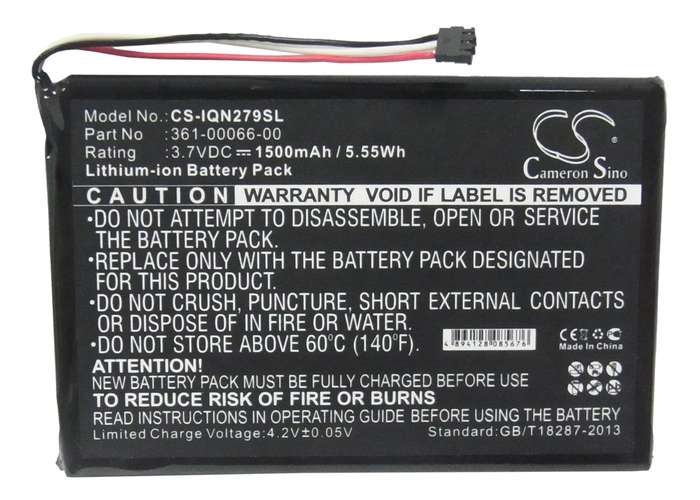 Model No.: CS-IQN279SL
Part No : 361-00066-00
Rating : 3.7VDC⎓1500mAh / 5.55Wh
Lithium-ion Battery Pack
CS
Cameron Sino
CAUTION WARRANTY VOID IF LABEL IS REMOVED
•DO NOT ATTEMPT TO DISASSEMBLE, OPEN OR SERVICE
THE BATTERY PACK.
•REPLACE ONLY WITH THE BATTERY PACK DESIGNATED
FOR THIS PRODUCT.
•DO NOT CRUSH, PUNCTURE, SHORT EXTERNAL CONTACTS
OR DISPOSE OF IN FIRE OR WATER.
•DO NOT STORE ABOVE 60°C (140°F).
4 894128 085676
CE
Made In China
ATTENTION:
NEW BATTERY PACK MUST BE FULLY CHARGED BEFORE USE
TO REDUCE RISK OF FIRE OR BURNS
READ INSTRUCTIONS IN OPERATING GUIDE BEFORE USING THE BATTERY
Limited Charge Voltage:4.2V±0.05V Standard:GB/T18287-2013